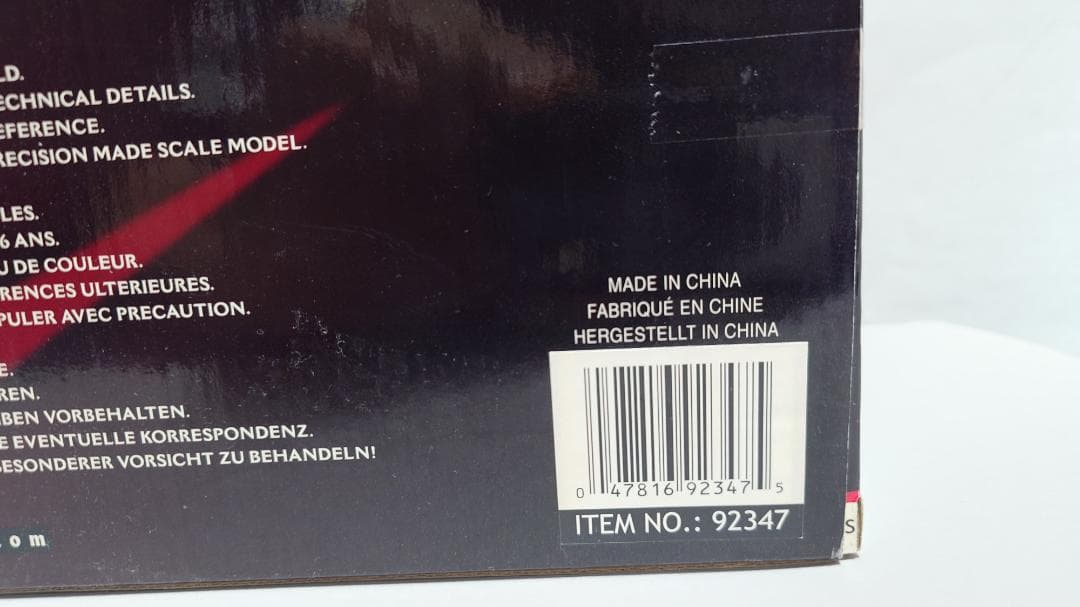 LD.
ECHNICAL DETAILS.
EFERENCE.
RECISION MADE SCALE MODEL.
LES.
6 ANS.
U DE COULEUR.
RENCES ULTERIEURES.
PULER AVEC PRECAUTION.
E.
REN.
BEN VORBEHALTEN.
E EVENTUELLE KORRESPONDENZ.
BESONDERER VORSICHT ZU BEHANDELN!
.om
MADE IN CHINA
FABRIQUÉ EN CHINE
HERGESTELLT IN CHINA
0 47816 92347 5
ITEM NO.: 92347
S